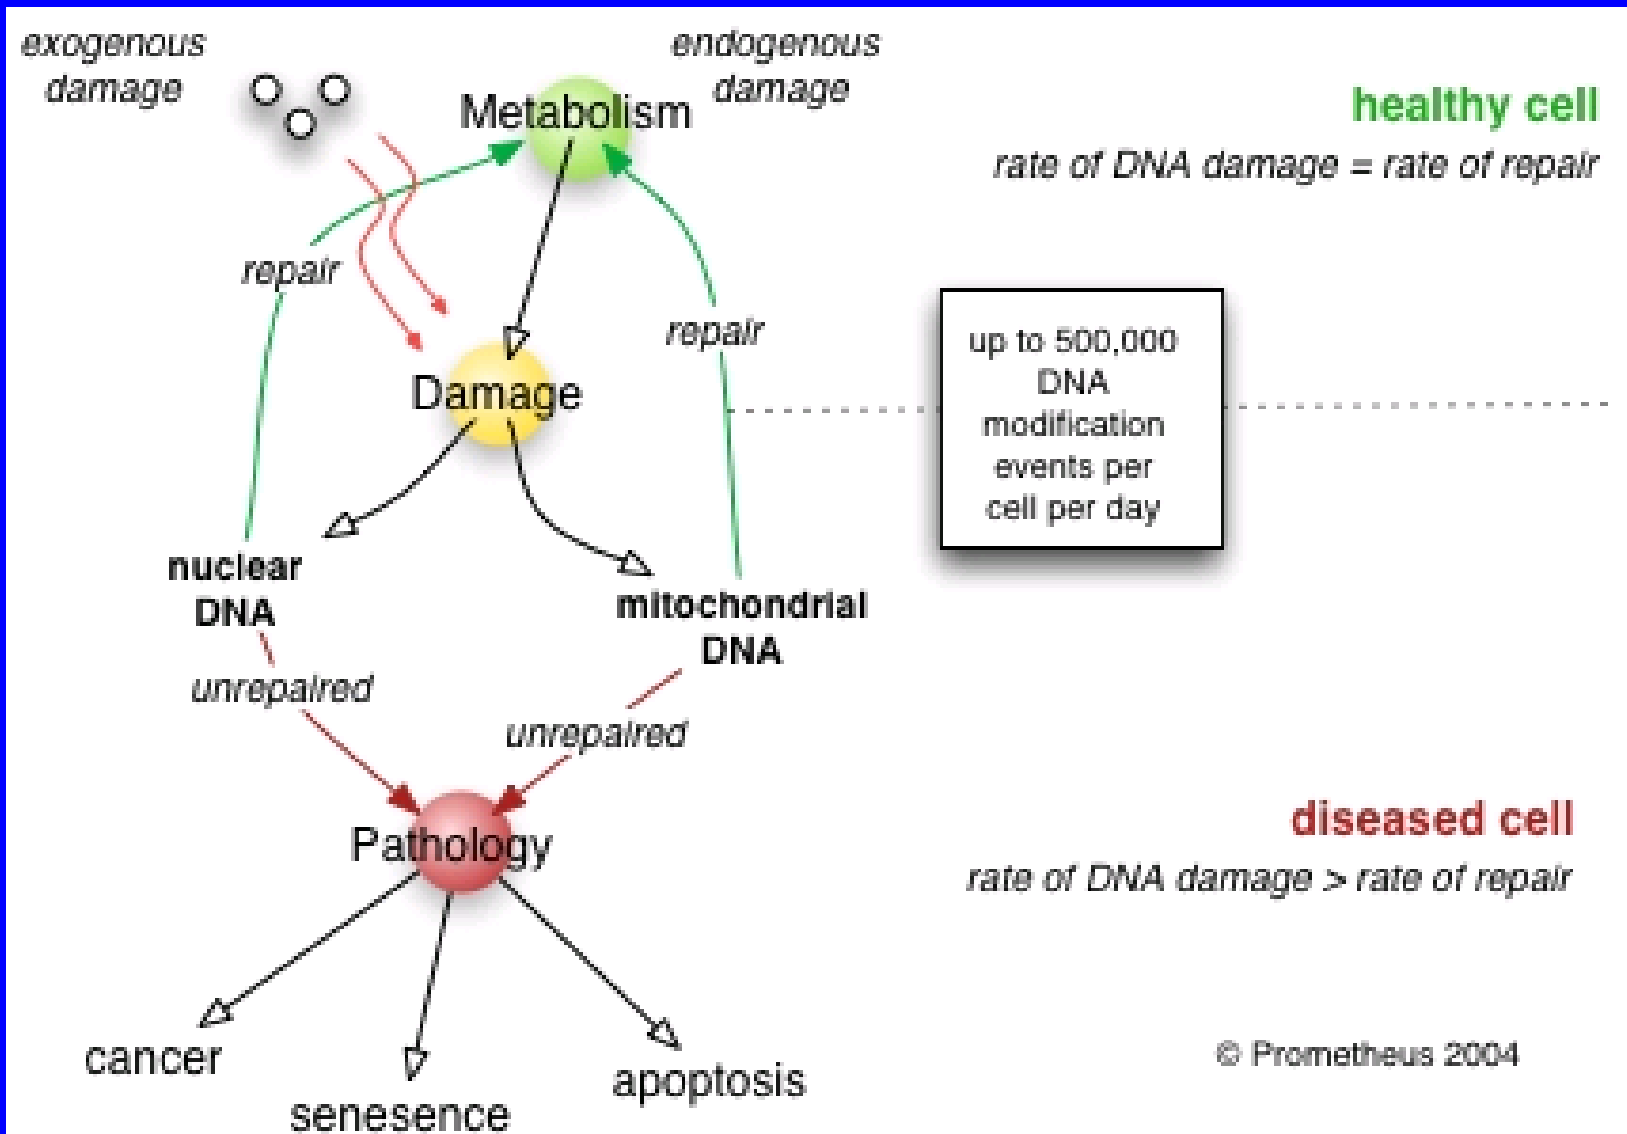 exogenous
damage
endogenous
damage
Metabolism
healthy cell
rate of DNA damage = rate of repair
repair
repair
up to 500,000
DNA
modification
events per
cell per day
Damage
nuclear
DNA
mitochondrial
DNA
unrepaired
unrepaired
Pathology
diseased cell
rate of DNA damage > rate of repair
cancer
senesence
apoptosis
© Prometheus 2004